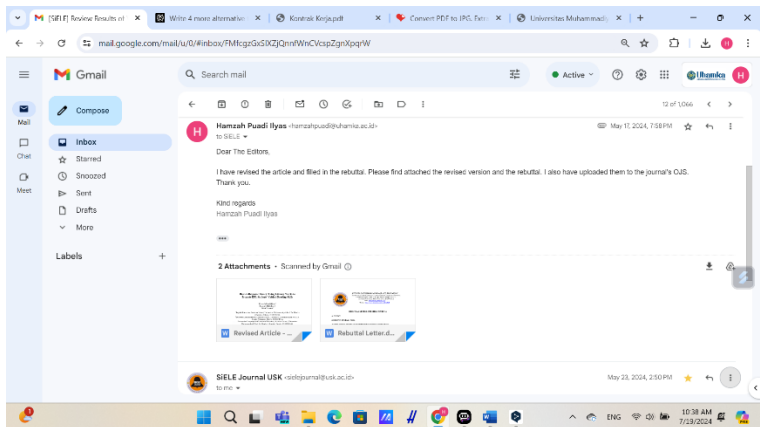 [SiELE] Review Results of
Write 4 more alternative
Kontrak Kerja.pdf
Convert PDF to JPG. Extra
Universitas Muhammadiy
mail.google.com/mail/u/0/#inbox/FMfcgzGxSlXZjQnnfWnCVcspZgnXpqrW
H
Gmail
Search mail
Active
Uhamka
H
Compose
12 of 1,066
Mail
Chat
Meet
Inbox
Starred
Snoozed
Sent
Drafts
More
Labels
H
Hamzah Puadi Ilyas <hamzahpuadi@uhamka.ac.id>
May 17, 2024, 7:58 PM
to SiELE
Dear The Editors,
I have revised the article and filled in the rebuttal. Please find attached the revised version and the rebuttal. I also have uploaded them to the journal's OJS.
Thank you.
Kind regards
Hamzah Puadi Ilyas
2 Attachments • Scanned by Gmail
W Revised Article - ...
W Rebuttal Letter.d...
SiELE Journal USK <sielejournal@usk.ac.id>
May 23, 2024, 2:50 PM
to me
ENG
10:38 AM
7/19/2024